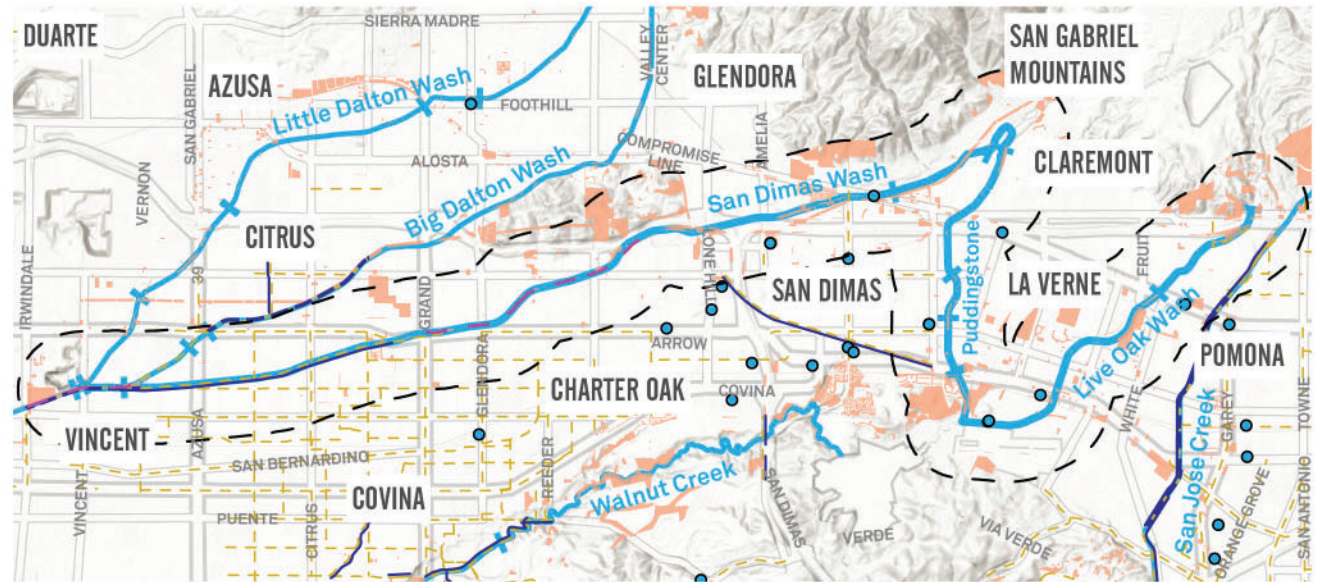 DUARTE
SIERRA MADRE
SAN GABRIEL
MOUNTAINS
VALLEY
CENTER
GLENDORA
AZUSA
SAN GABRIEL
Little Dalton Wash
FOOTHILL
COMPROMISE
LINE
AMELIA
CLAREMONT
ALOSTA
VERNON
Big Dalton Wash
San Dimas Wash
CITRUS
IRWINDALE
39
GRAND
LONE HILL
SAN DIMAS
Puddingstone
LA VERNE
FRUIT
Live Oak Wash
ARROW
POMONA
GLENDORA
CHARTER OAK
COVINA
WHITE
GAREY
TOWNE
VINCENT
AZUSA
SAN BERNARDINO
REEDER
Walnut Creek
COVINA
VINCENT
PUENTE
CITRUS
SAN DIMAS
VERDE
VIA VERDE
San Jose Creek
ORANGE GROVE
SAN ANTONIO